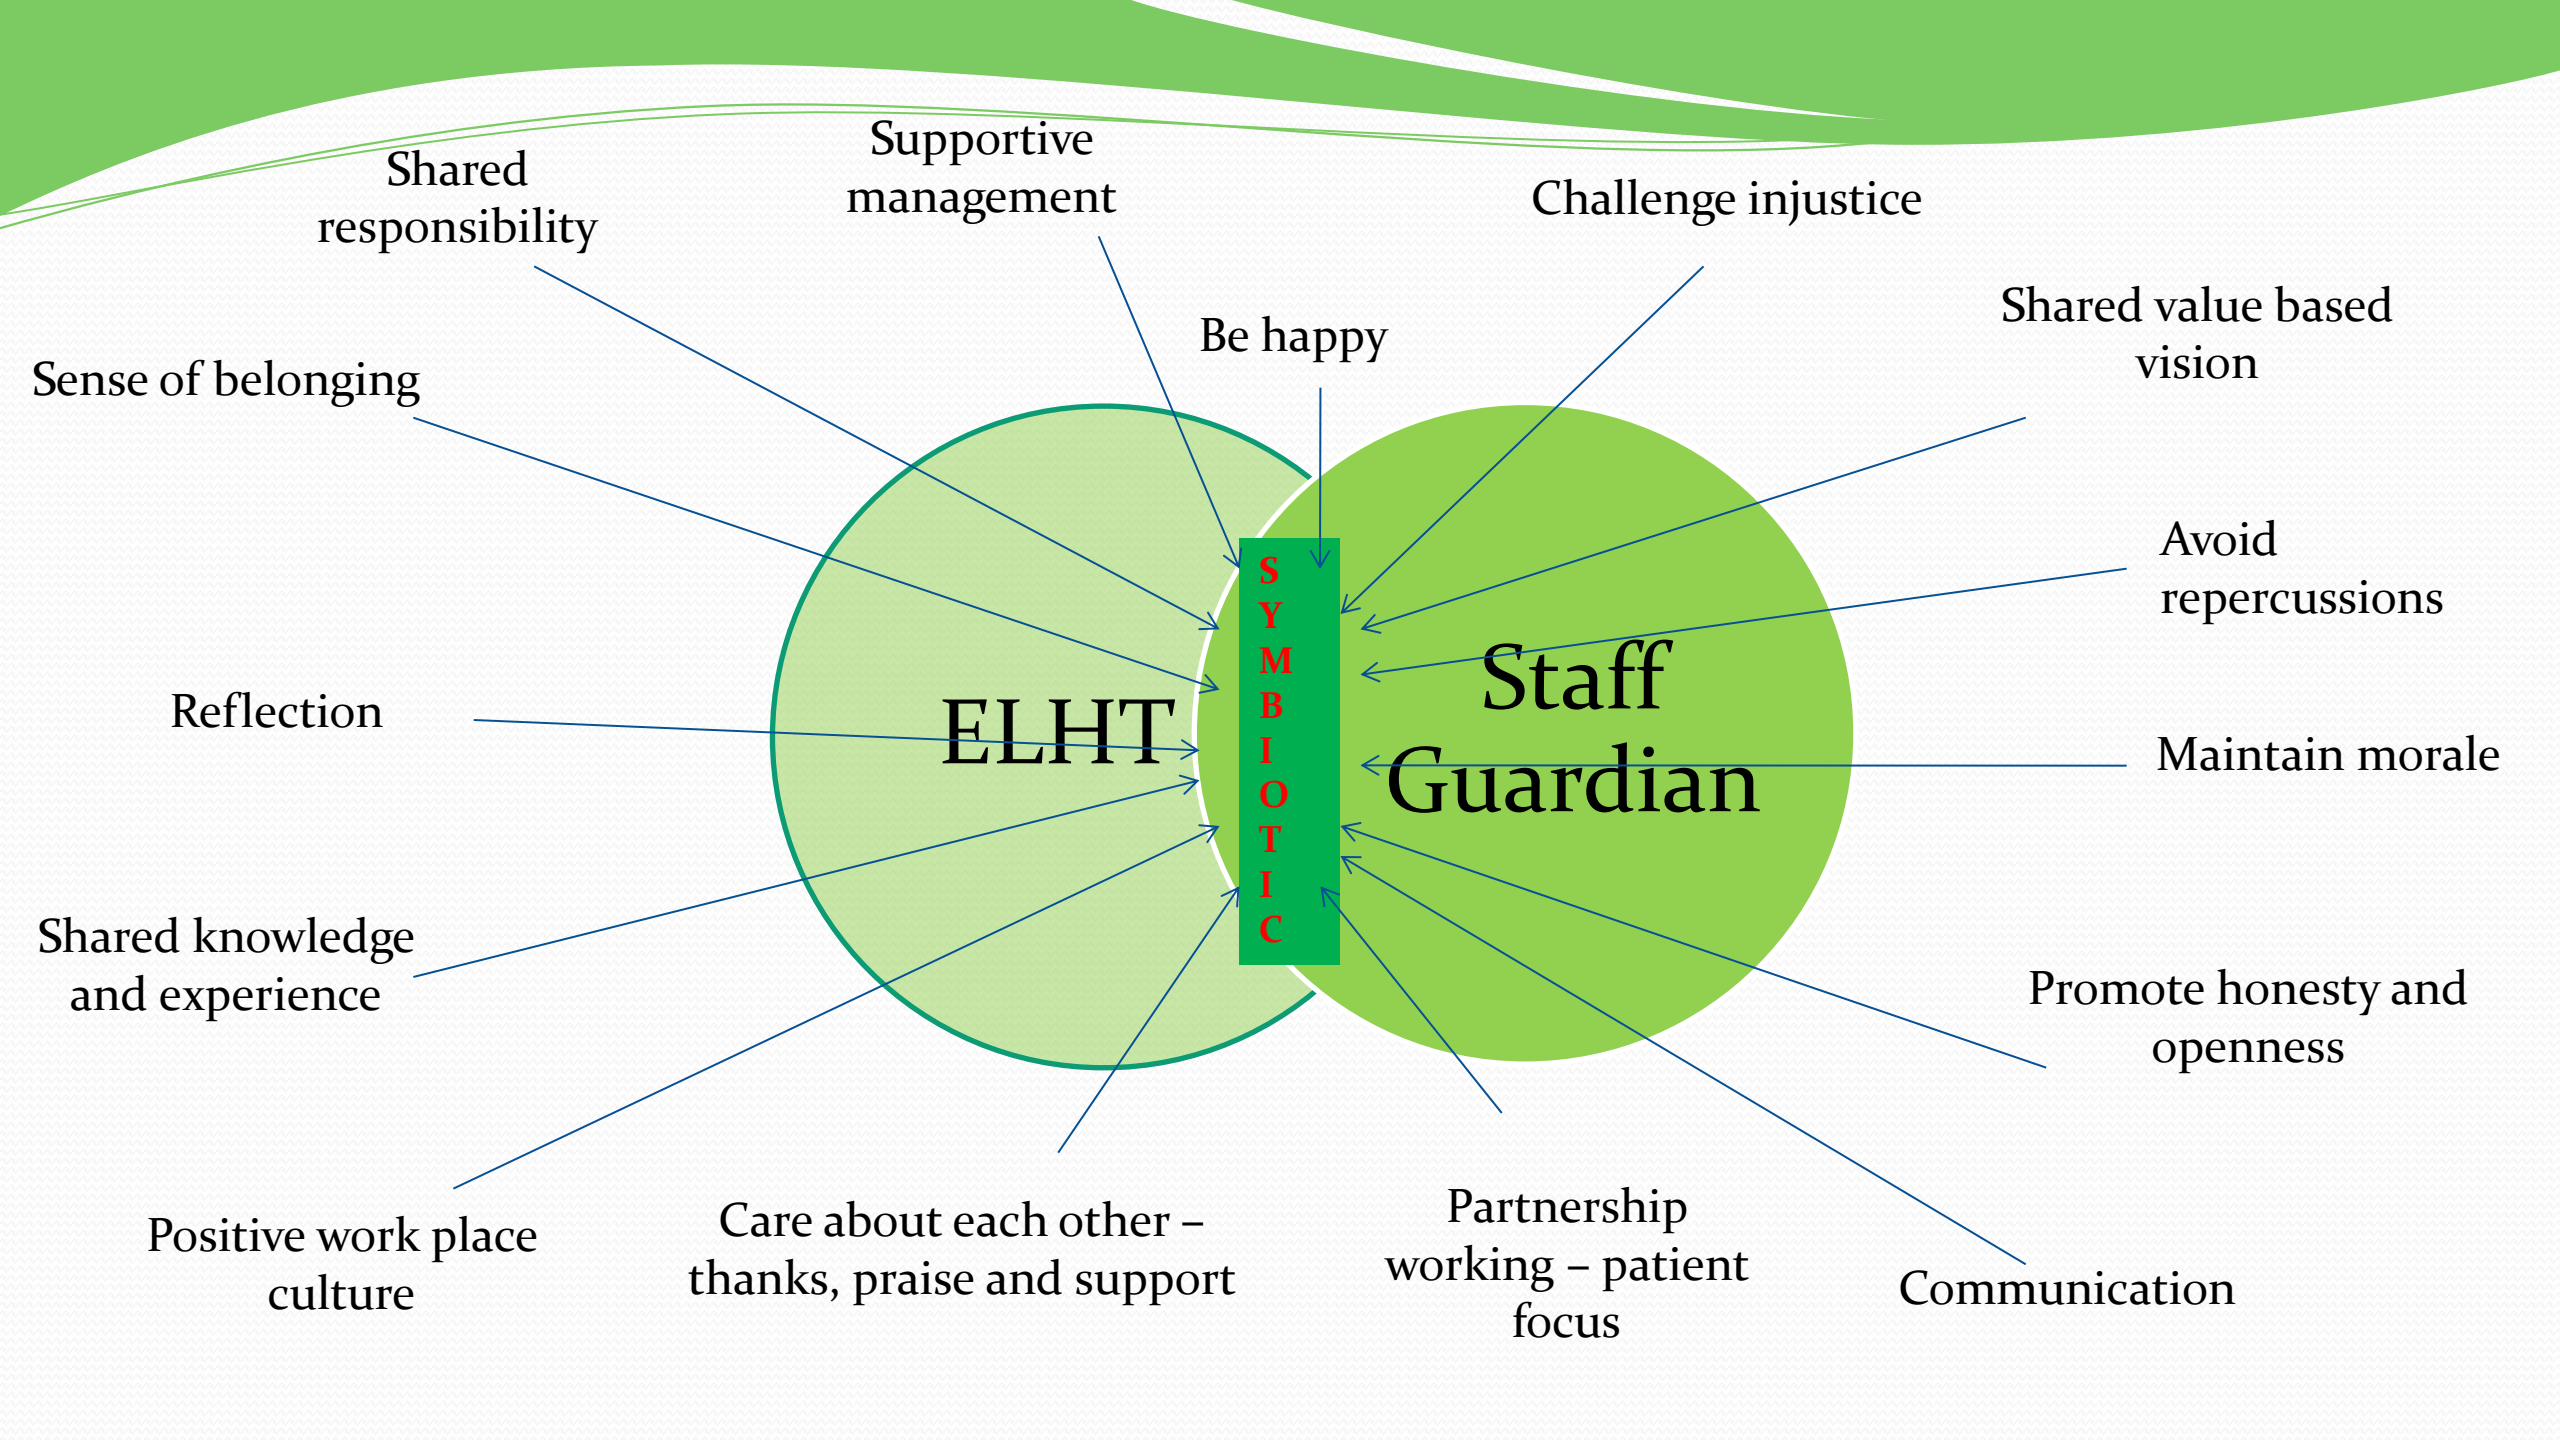 Supportive
management
Shared
responsibility
Challenge injustice
Shared value based
vision
Be happy
Sense of belonging
Avoid
repercussions
S
Y
M
B
I
O
T
I
C
ELHT
Staff
Guardian
Reflection
Maintain morale
Shared knowledge
and experience
Promote honesty and
openness
Positive work place
culture
Care about each other –
thanks, praise and support
Partnership
working – patient
focus
Communication